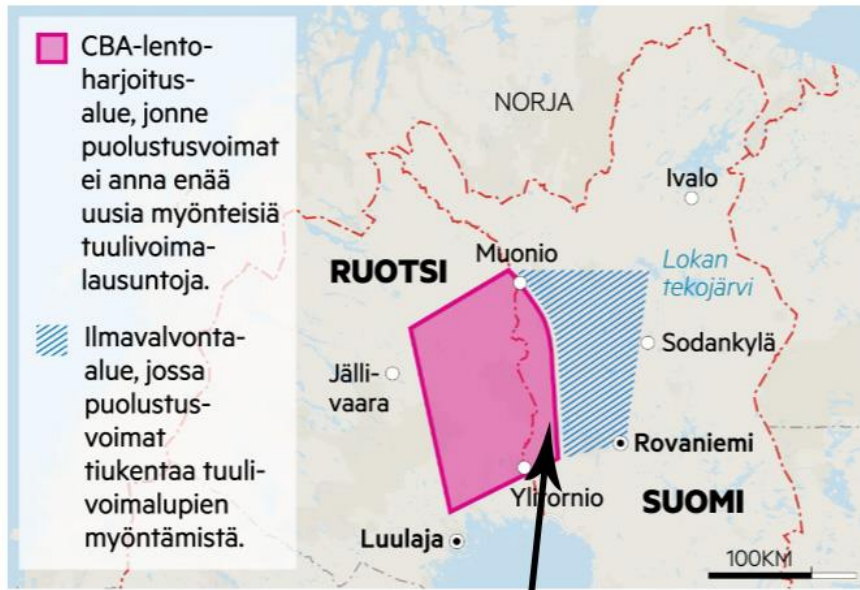 CBA-lento-
harjoitus-
alue, jonne
puolustusvoimat
ei anna enää
uusia myönteisiä
tuulivoima-
lausuntoja.
Ilmavalvonta-
alue, jossa
puolustus-
voimat
tiukentaa tuuli-
voimalupien
myöntämistä.
NORJA
Ivalo
Muonio
RUOTSI
Lokan
tekojärvi
Sodankylä
Jälli-
vaara
Rovaniemi
Ylitornio
SUOMI
Luulaja
100KM